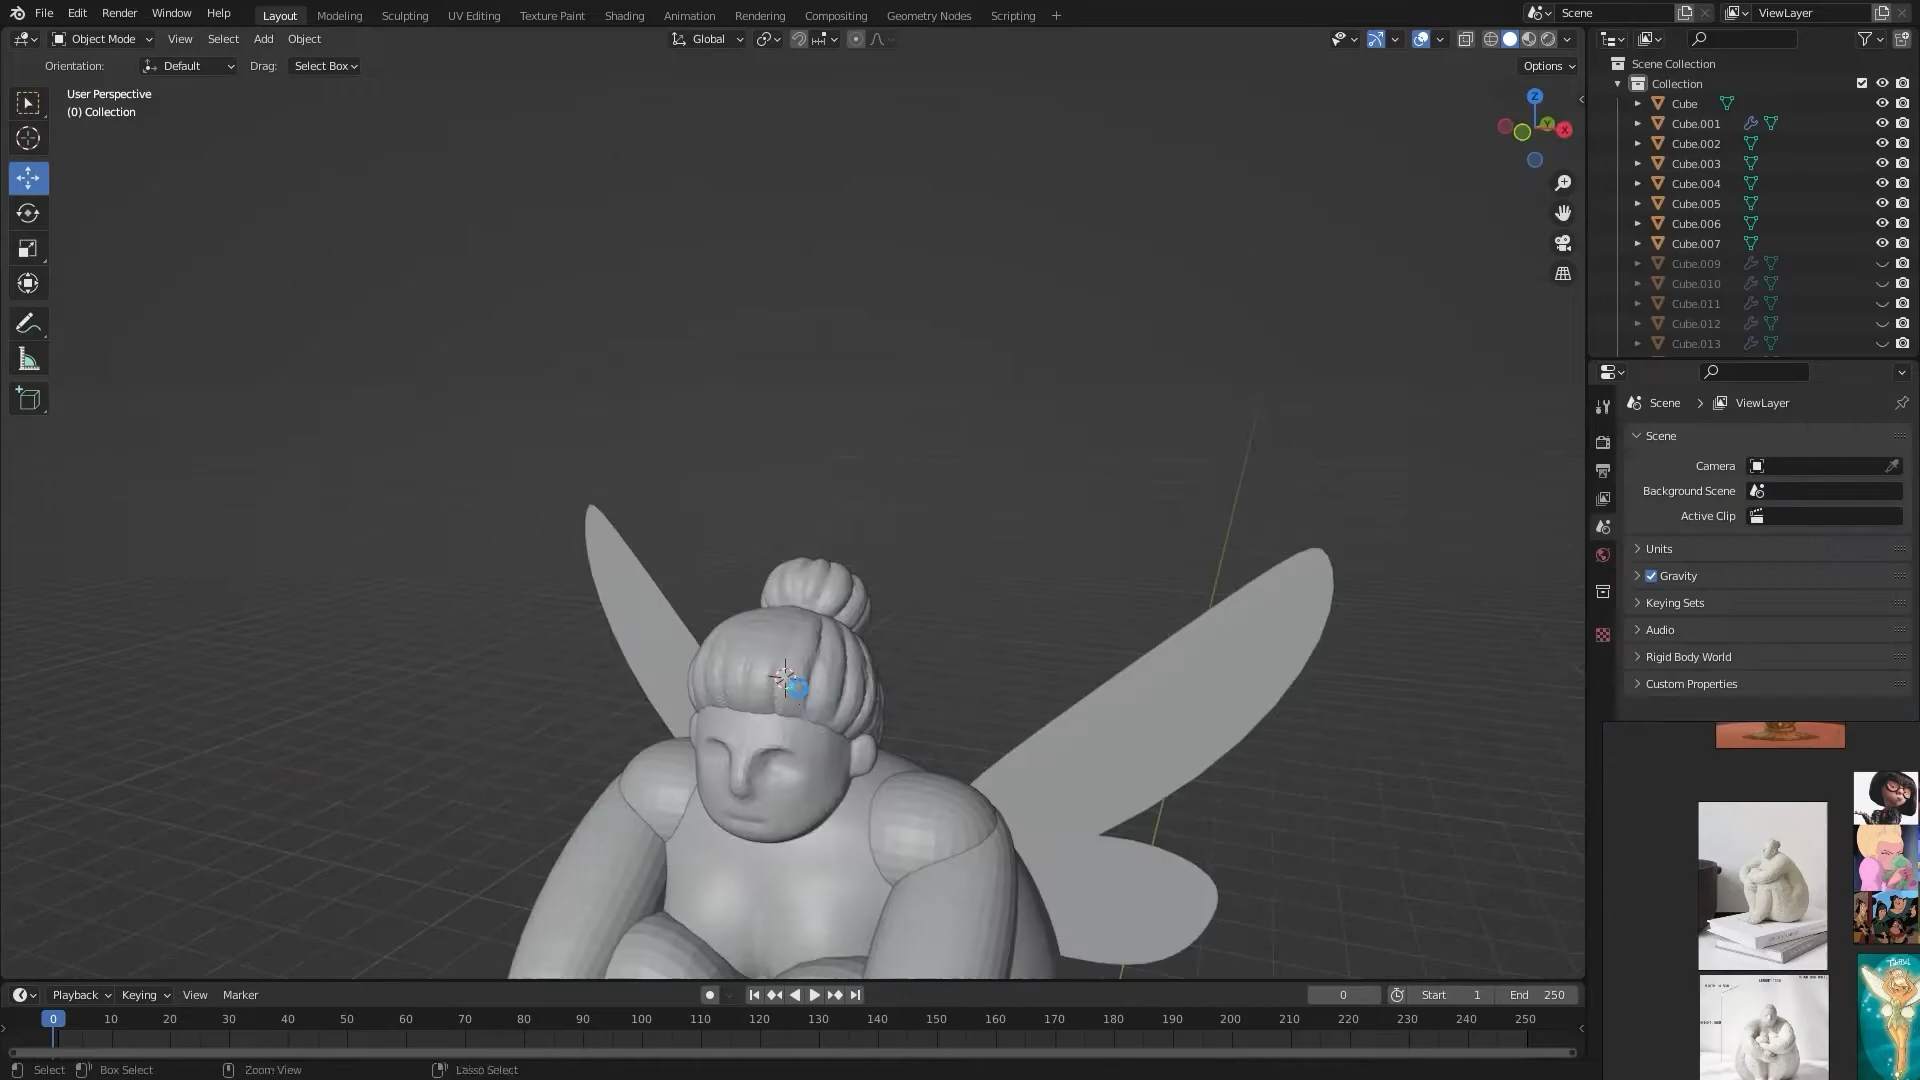 File Edit Render Window Help
Layout Modeling Sculpting UV Editing Texture Paint Shading Animation Rendering Compositing Geometry Nodes Scripting +
Scene
ViewLayer
Object Mode View Select Add Object
Global
Orientation: Default Drag: Select Box
Options
User Perspective
(0) Collection
Z
Y
X
Scene Collection
Collection
Cube
Cube.001
Cube.002
Cube.003
Cube.004
Cube.005
Cube.006
Cube.007
Cube.009
Cube.010
Cube.011
Cube.012
Cube.013
Scene > ViewLayer
Scene
Camera
Background Scene
Active Clip
Units
Gravity
Keying Sets
Audio
Rigid Body World
Custom Properties
Playback Keying View Marker
0
Start 1
End 250
0 10 20 30 40 50 60 70 80 90 100 110 120 130 140 150 160 170 180 190 200 210 220 230 240 250
Select Box Select Zoom View Lasso Select